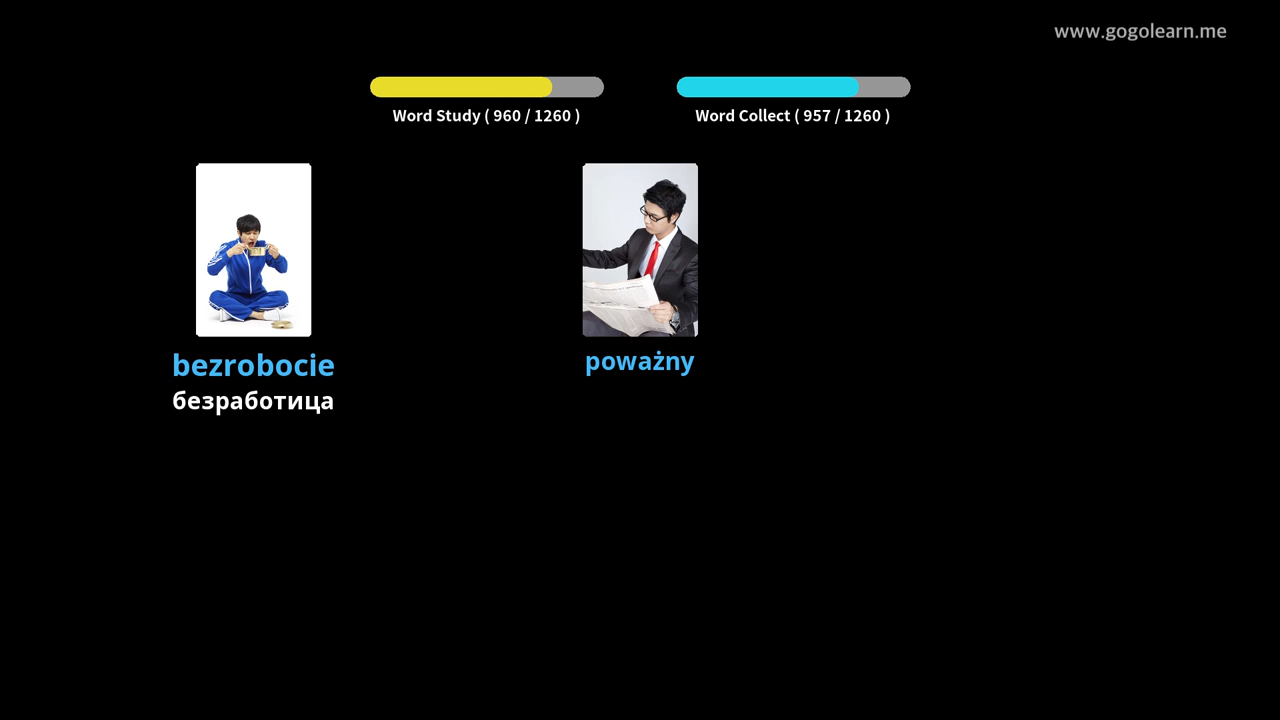 www.gogolearn.me
Word Study ( 960 / 1260 )
Word Collect ( 957 / 1260 )
bezrobocie
безработица
poważny